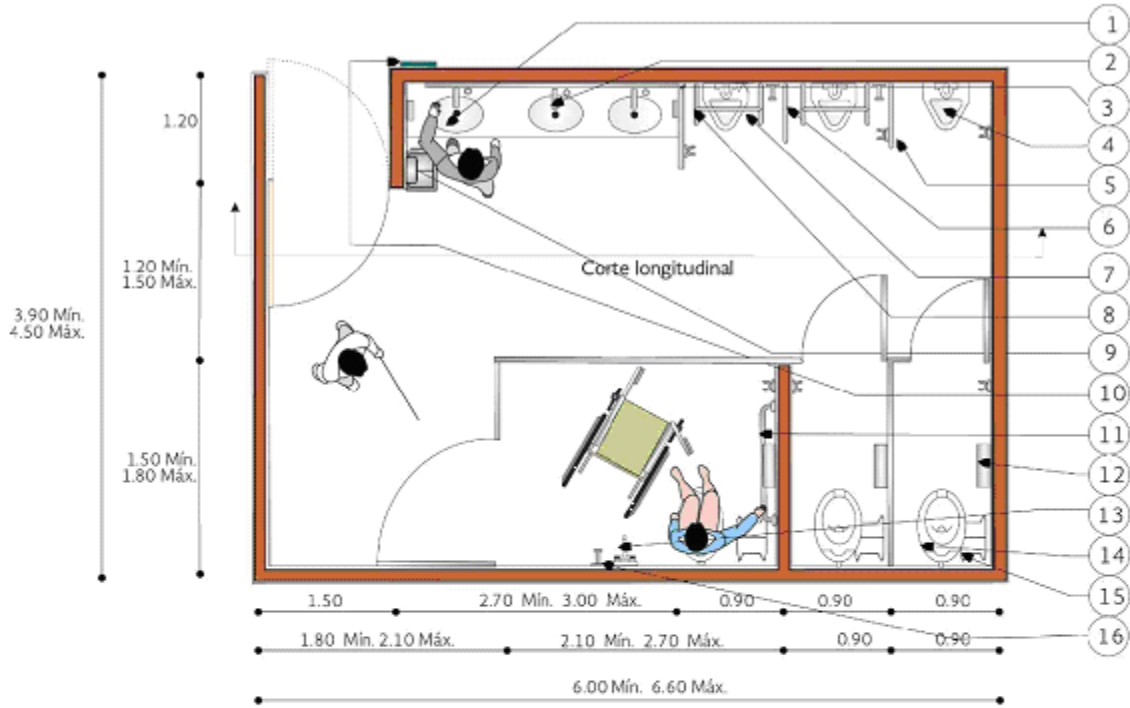 1
2
3
4
5
6
7
8
9
10
11
12
13
14
15
16
1.20
1.20 Mín.
1.50 Máx.
3.90 Mín.
4.50 Máx.
1.50 Mín.
1.80 Máx.
Corte longitudinal
1.50 2.70 Mín. 3.00 Máx. 0.90 0.90 0.90
1.80 Mín. 2.10 Máx. 2.10 Mín. 2.70 Máx. 0.90 0.90
6.00 Mín. 6.60 Máx.